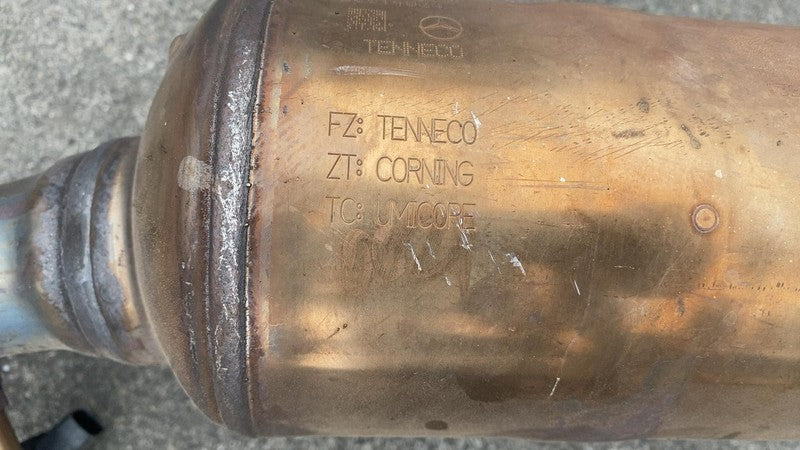 TENNECO
FZ: TENNECO
ZT: CORNING
TC: UMICORE